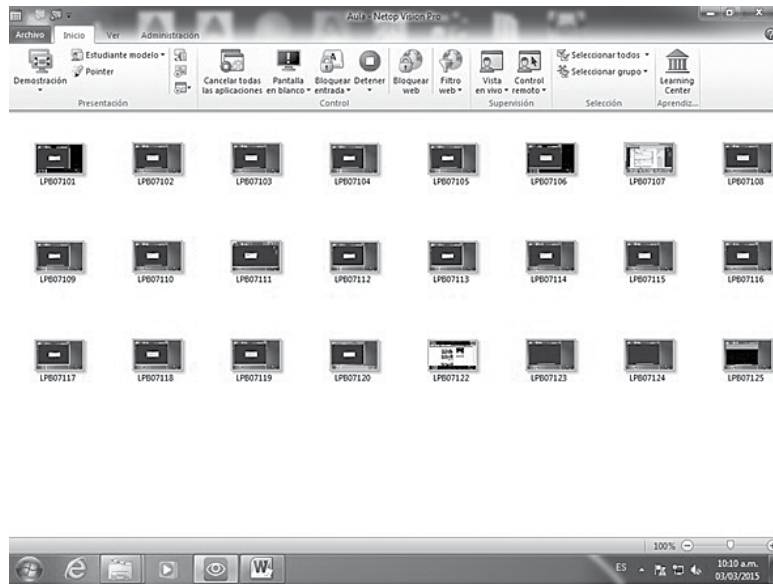 Aula - Netop Vision Pro
Archivo Inicio Ver Administración
Demostración
Estudiante modelo
Pointer
Presentación
Cancelar todas las aplicaciones
Pantalla en blanco
Bloquear entrada
Detener
Control
Bloquear web
Filtro web
Vista en vivo
Control remoto
Supervisión
Seleccionar todos
Seleccionar grupo
Selección
Learning Center
Aprendiz...
LPB07101 LPB07102 LPB07103 LPB07104 LPB07105 LPB07106 LPB07107 LPB07108
LPB07109 LPB07110 LPB07111 LPB07112 LPB07113 LPB07114 LPB07115 LPB07116
LPB07117 LPB07118 LPB07119 LPB07120 LPB07122 LPB07123 LPB07124 LPB07125
100%
ES
10:10 a.m.
03/03/2015